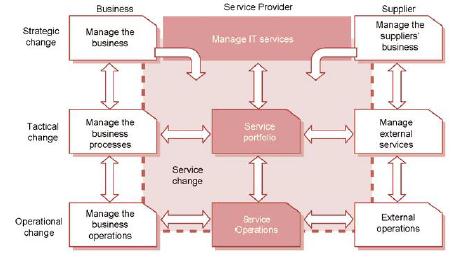 Business
Service Provider
Supplier
Strategic
change
Manage the
business
Manage IT services
Manage the
suppliers'
business
Tactical
change
Manage the
business
processes
Service
portfolio
Manage
external
services
Service
change
Operational
change
Manage the
business
operations
Service
Operations
External
operations